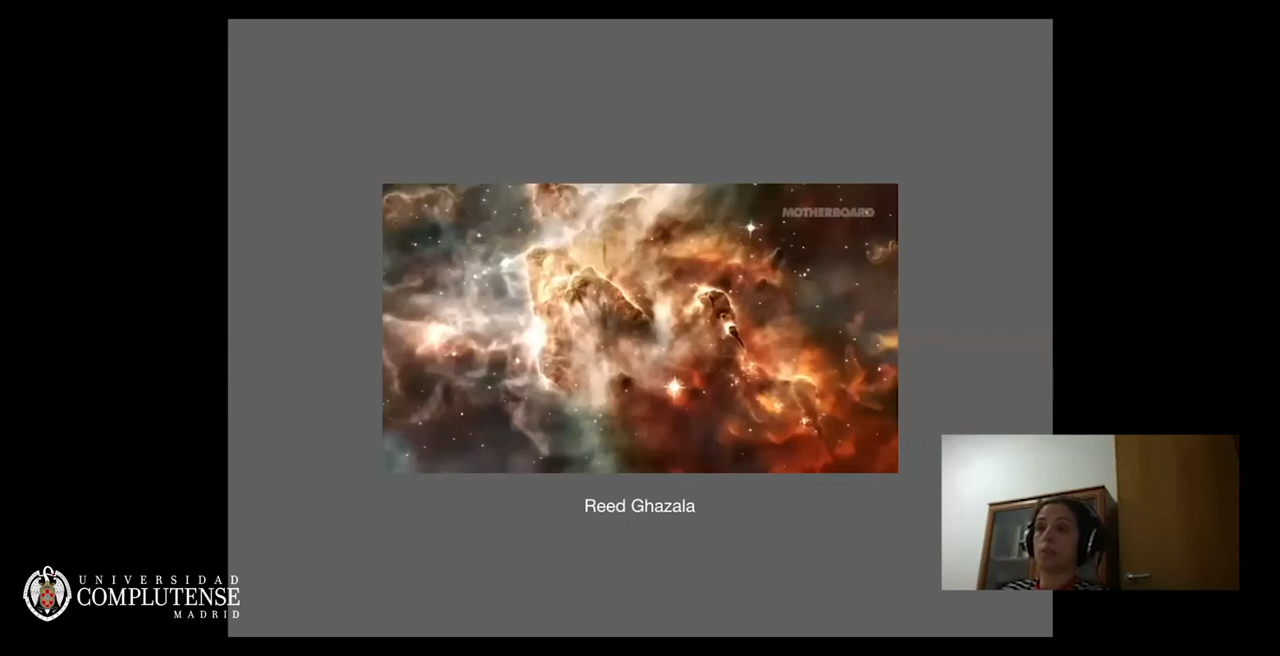 MOTHERBOARD
Reed Ghazala
UNIVERSIDAD
COMPLUTENSE
MADRID